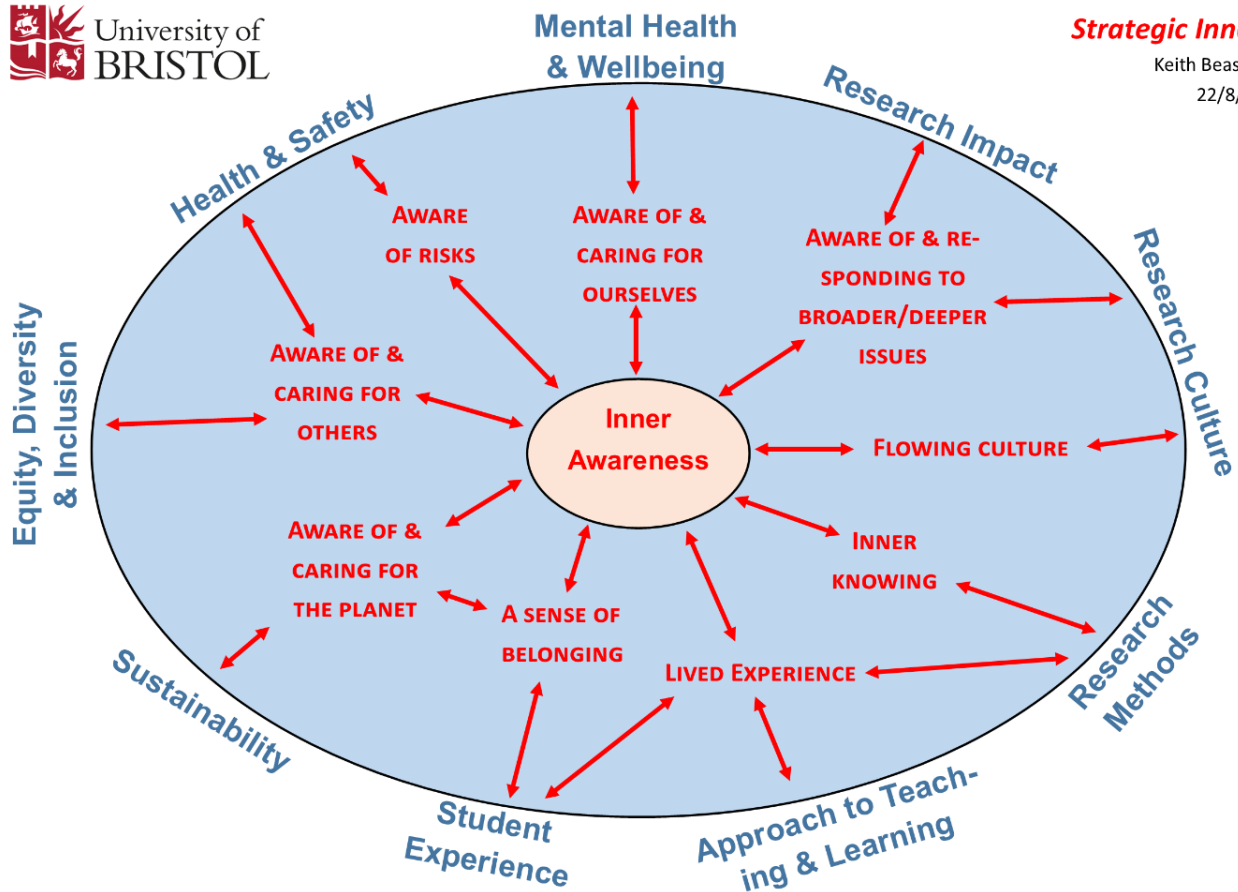 University of
BRISTOL
Mental Health
& Wellbeing
Strategic Inn
Keith Beas
22/8/
Health & Safety
Research Impact
Research Culture
Equity, Diversity
& Inclusion
Sustainability
Student
Experience
Approach to Teach-
ing & Learning
Research
Methods
AWARE
OF RISKS
AWARE OF &
CARING FOR
OURSELVES
AWARE OF & RE-
SPONDING TO
BROADER/DEEPER
ISSUES
AWARE OF &
CARING FOR
OTHERS
Inner
Awareness
FLOWING CULTURE
AWARE OF &
CARING FOR
THE PLANET
INNER
KNOWING
A SENSE OF
BELONGING
LIVED EXPERIENCE